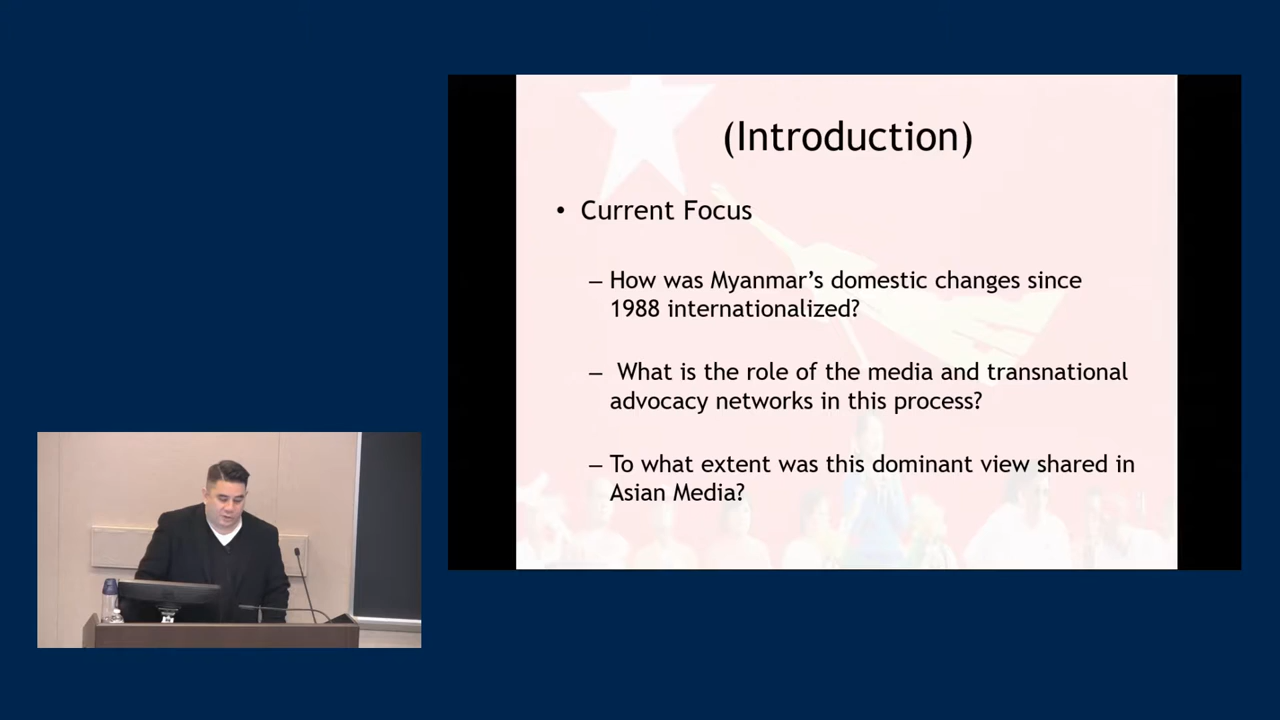 (Introduction)
• Current Focus
– How was Myanmar’s domestic changes since
1988 internationalized?
– What is the role of the media and transnational
advocacy networks in this process?
– To what extent was this dominant view shared in
Asian Media?